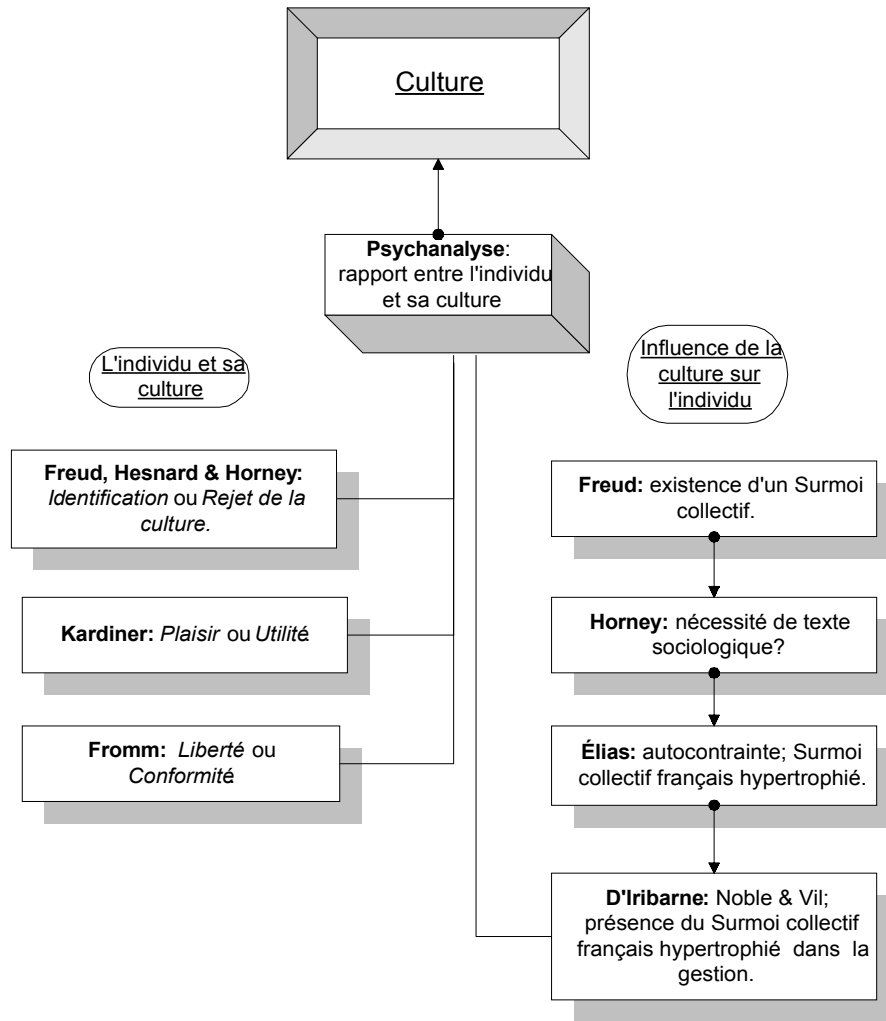 Culture
Psychanalyse:
rapport entre l'individu
et sa culture
L'individu et sa
culture
Freud, Hesnard & Horney:
Identification ou Rejet de la
culture.
Kardiner: Plaisir ou Utilité.
Fromm: Liberté ou
Conformité.
Influence de la
culture sur
l'individu
Freud: existence d'un Surmoi
collectif.
Horney: nécessité de texte
sociologique?
Élias: autocontrainte; Surmoi
collectif français hypertrophié.
D'Iribarne: Noble & Vil;
présence du Surmoi collectif
français hypertrophié dans la
gestion.